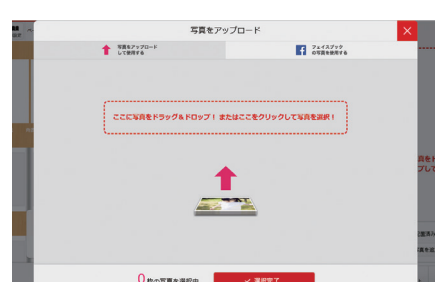 写真をアップロード
写真をアップロード
して使用する
フェイスブック
の写真を使用する
ここに写真をドラッグ&ドロップ！またはここをクリックして写真を選択！
0枚の写真を選択中
選択完了